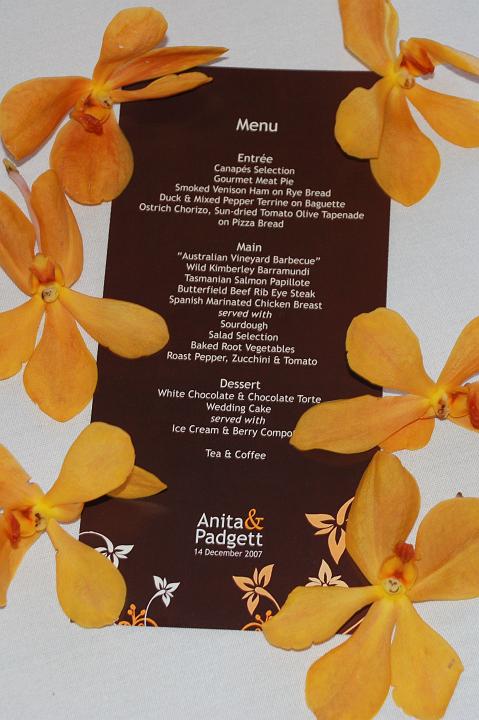 Menu
Entrée
Canapés Selection
Gourmet Meat Pie
Smoked Venison Ham on Rye Bread
Duck & Mixed Pepper Terrine on Baguette
Ostrich Chorizo, Sun-dried Tomato Olive Tapenade
on Pizza Bread
Main
“Australian Vineyard Barbecue”
Wild Kimberley Barramundi
Tasmanian Salmon Papillote
Butterfield Beef Rib Eye Steak
Spanish Marinated Chicken Breast
served with
Sourdough
Salad Selection
Baked Root Vegetables
Roast Pepper, Zucchini & Tomato
Dessert
White Chocolate & Chocolate Torte
Wedding Cake
served with
Ice Cream & Berry
Tea & Coffee
Anita&
Padgett
14 December 2007